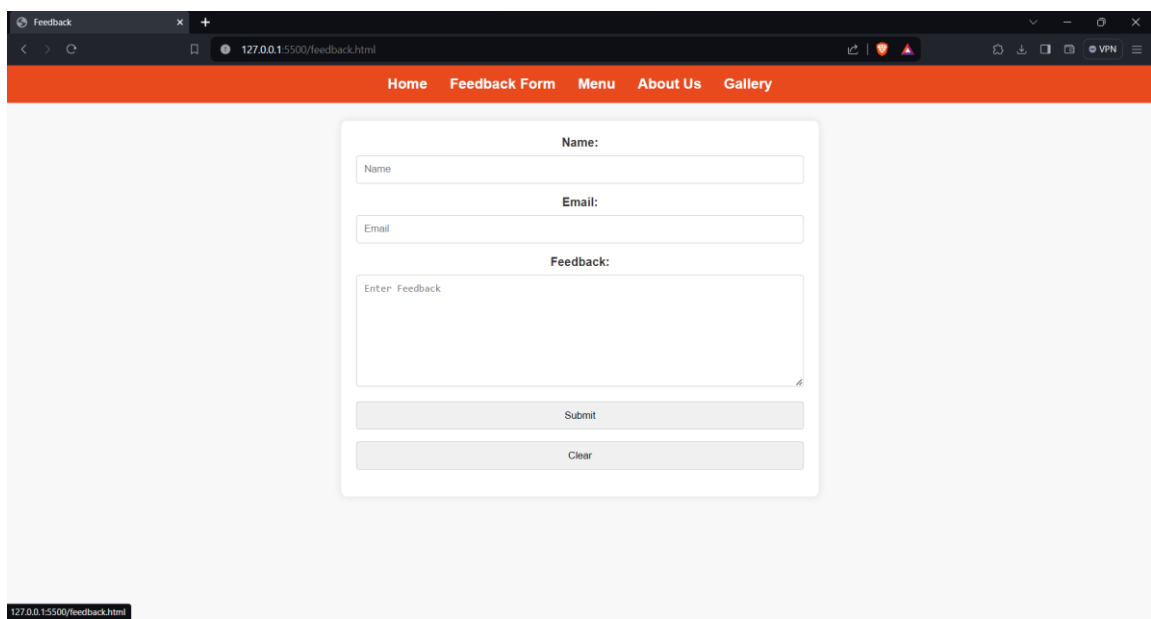 Feedback
127.0.0.1:5500/feedback.html
VPN
Home Feedback Form Menu About Us Gallery
Name:
Name
Email:
Email
Feedback:
Enter Feedback
Submit
Clear
127.0.0.1:5500/feedback.html